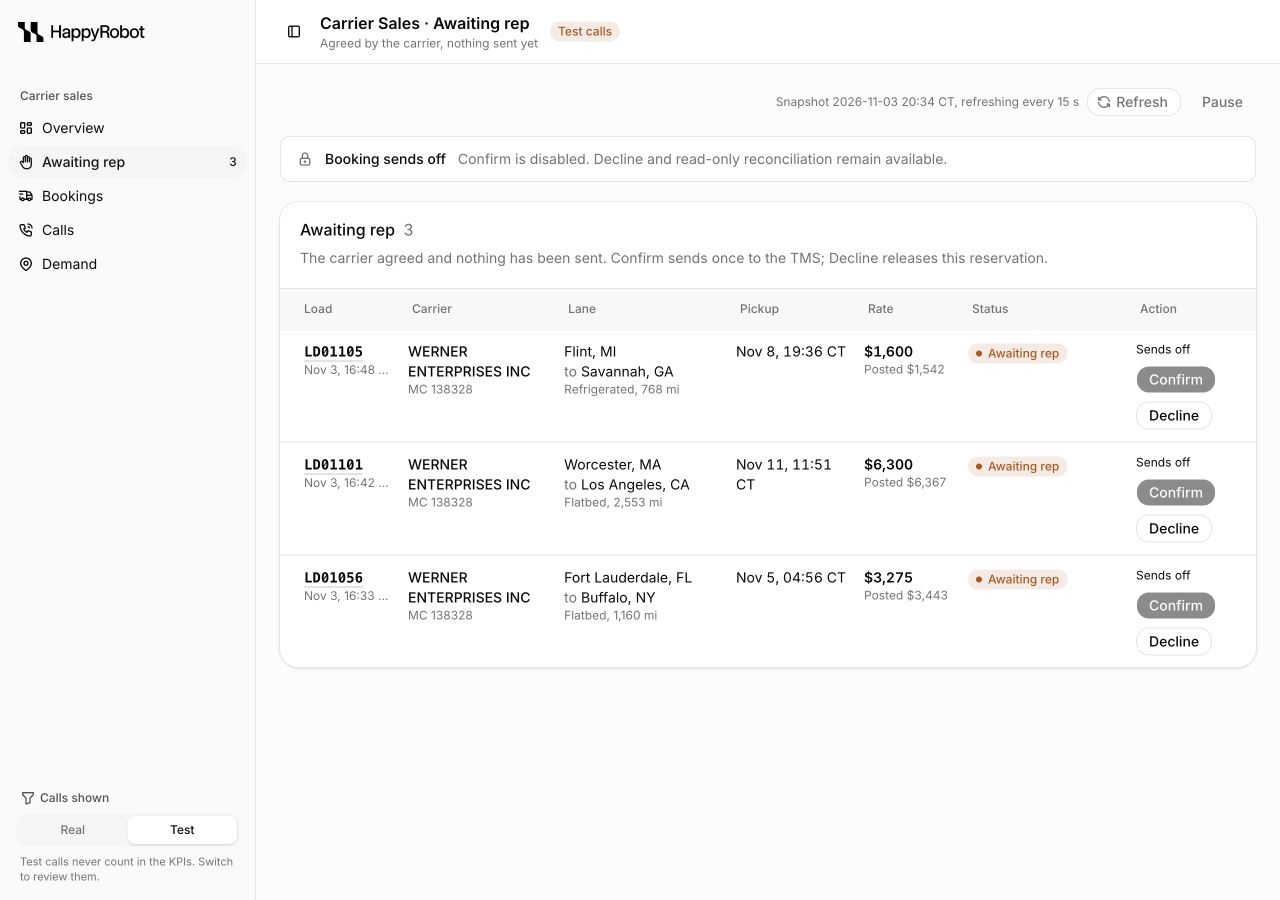 HappyRobot
Carrier sales
Overview
Awaiting rep 3
Bookings
Calls
Demand
Calls shown
Real Test
Test calls never count in the KPIs. Switch
to review them.
Carrier Sales · Awaiting rep
Agreed by the carrier, nothing sent yet
Test calls
Snapshot 2026-11-03 20:34 CT, refreshing every 15 s
Refresh
Pause
Booking sends off Confirm is disabled. Decline and read-only reconciliation remain available.
Awaiting rep 3
The carrier agreed and nothing has been sent. Confirm sends once to the TMS; Decline releases this reservation.
Load Carrier Lane Pickup Rate Status Action
LD01105 WERNER Flint, MI Nov 8, 19:36 CT $1,600 Awaiting rep Sends off
Nov 3, 16:48 ... ENTERPRISES INC to Savannah, GA Posted $1,542 Confirm
MC 138328 Refrigerated, 768 mi
Decline
LD01101 WERNER Worcester, MA Nov 11, 11:51 $6,300 Awaiting rep Sends off
Nov 3, 16:42 ... ENTERPRISES INC to Los Angeles, CA CT Posted $6,367 Confirm
MC 138328 Flatbed, 2,553 mi
Decline
LD01056 WERNER Fort Lauderdale, FL Nov 5, 04:56 CT $3,275 Awaiting rep Sends off
Nov 3, 16:33 ... ENTERPRISES INC to Buffalo, NY Posted $3,443 Confirm
MC 138328 Flatbed, 1,160 mi
Decline